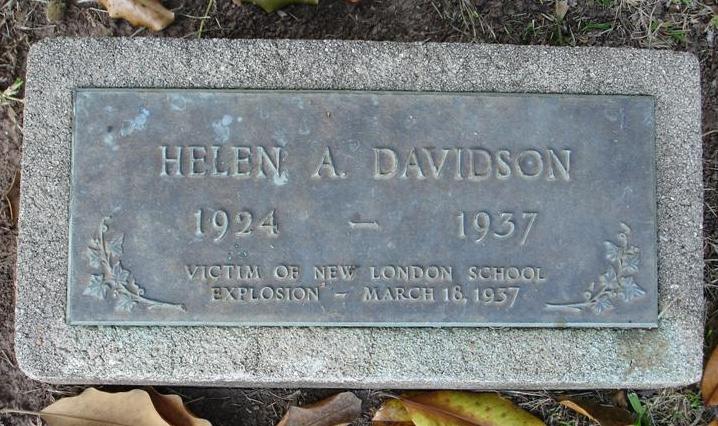 HELEN A. DAVIDSON
1924 – 1937
VICTIM OF NEW LONDON SCHOOL
EXPLOSION – MARCH 18, 1937